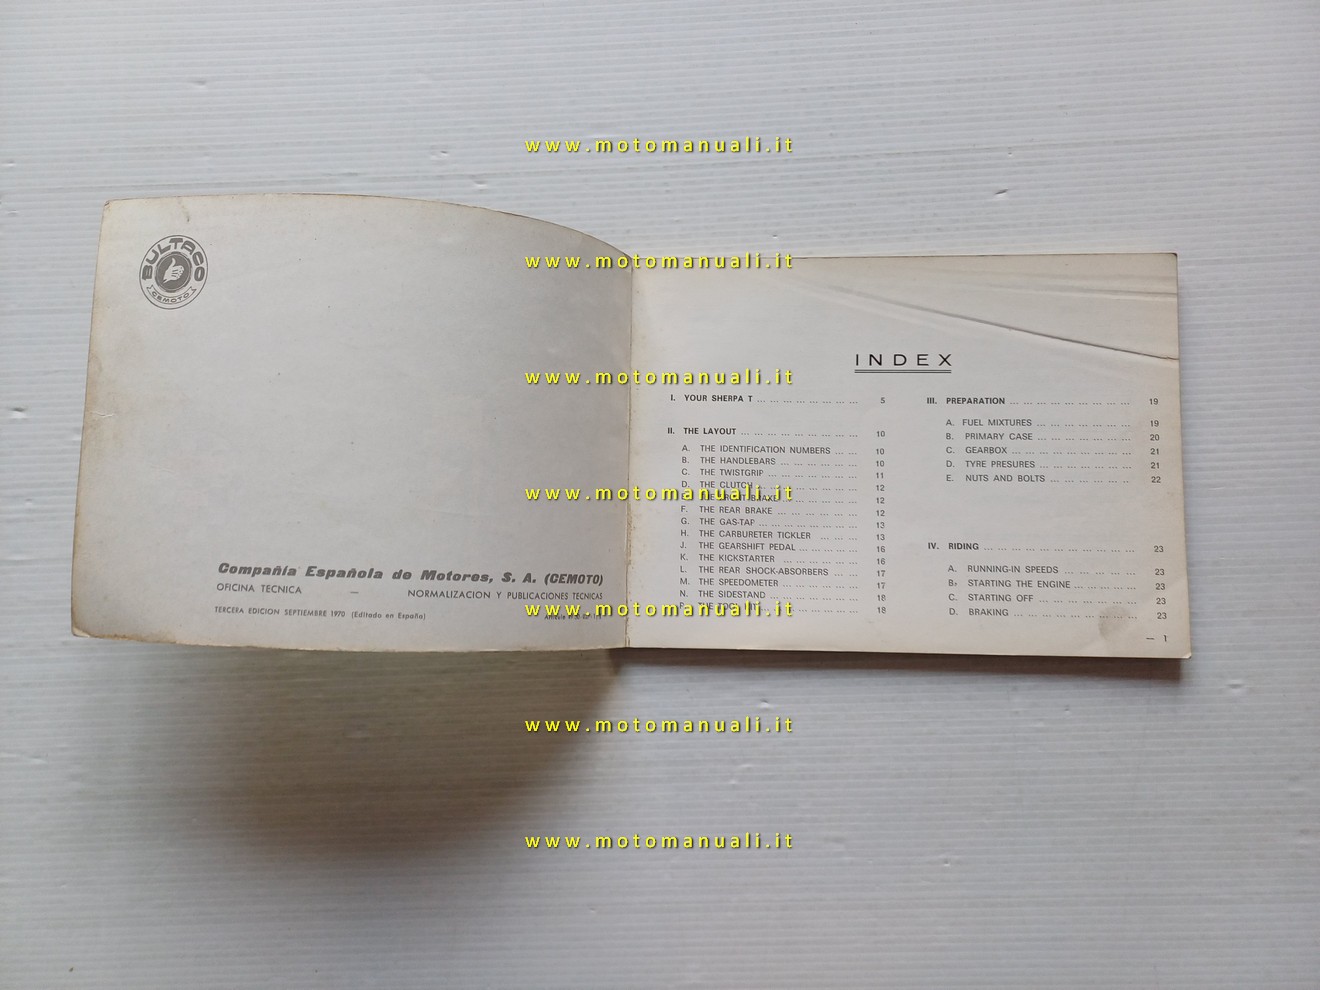 www.motomanuali.it
BULTACO
CEMOTO
Compañía Española de Motores, S. A. (CEMOTO)
OFICINA TECNICA — NORMALIZACION Y PUBLICACIONES TECNICAS
TERCERA EDICION SEPTIEMBRE 1970 (Editado en España)
www.motomanuali.it
www.motomanuali.it
www.motomanuali.it
www.motomanuali.it
www.motomanuali.it
www.motomanuali.it
INDEX
I. YOUR SHERPA T ... ... ... ... ... ... ... ... 5
II. THE LAYOUT ... ... ... ... ... ... ... ... ... 10
A. THE IDENTIFICATION NUMBERS ... ... 10
B. THE HANDLEBARS ... ... ... ... ... ... 10
C. THE TWISTGRIP ... ... ... ... ... ... ... 11
D. THE CLUTCH ... ... ... ... ... ... ... 12
THE FRONT BRAKE ... ... ... ... ... ... 12
F. THE REAR BRAKE ... ... ... ... ... ... 12
G. THE GAS-TAP ... ... ... ... ... ... ... ... 13
H. THE CARBURETER TICKLER ... ... ... 13
J. THE GEARSHIFT PEDAL ... ... ... ... ... 16
K. THE KICKSTARTER ... ... ... ... ... ... 16
L. THE REAR SHOCK-ABSORBERS ... ... ... 17
M. THE SPEEDOMETER ... ... ... ... ... ... 17
N. THE SIDESTAND ... ... ... ... ... ... ... 18
THE TOOL KIT ... ... ... ... ... ... ... 18
III. PREPARATION ... ... ... ... ... ... ... ... ... 19
A. FUEL MIXTURES ... ... ... ... ... ... ... 19
B. PRIMARY CASE ... ... ... ... ... ... ... 20
C. GEARBOX ... ... ... ... ... ... ... ... ... 21
D. TYRE PRESURES ... ... ... ... ... ... ... 21
E. NUTS AND BOLTS ... ... ... ... ... ... 22
IV. RIDING ... ... ... ... ... ... ... ... ... ... ... ... 23
A. RUNNING-IN SPEEDS ... ... ... ... ... 23
B. STARTING THE ENGINE ... ... ... ... ... 23
C. STARTING OFF ... ... ... ... ... ... ... ... 23
D. BRAKING ... ... ... ... ... ... ... ... ... ... 23
— 1